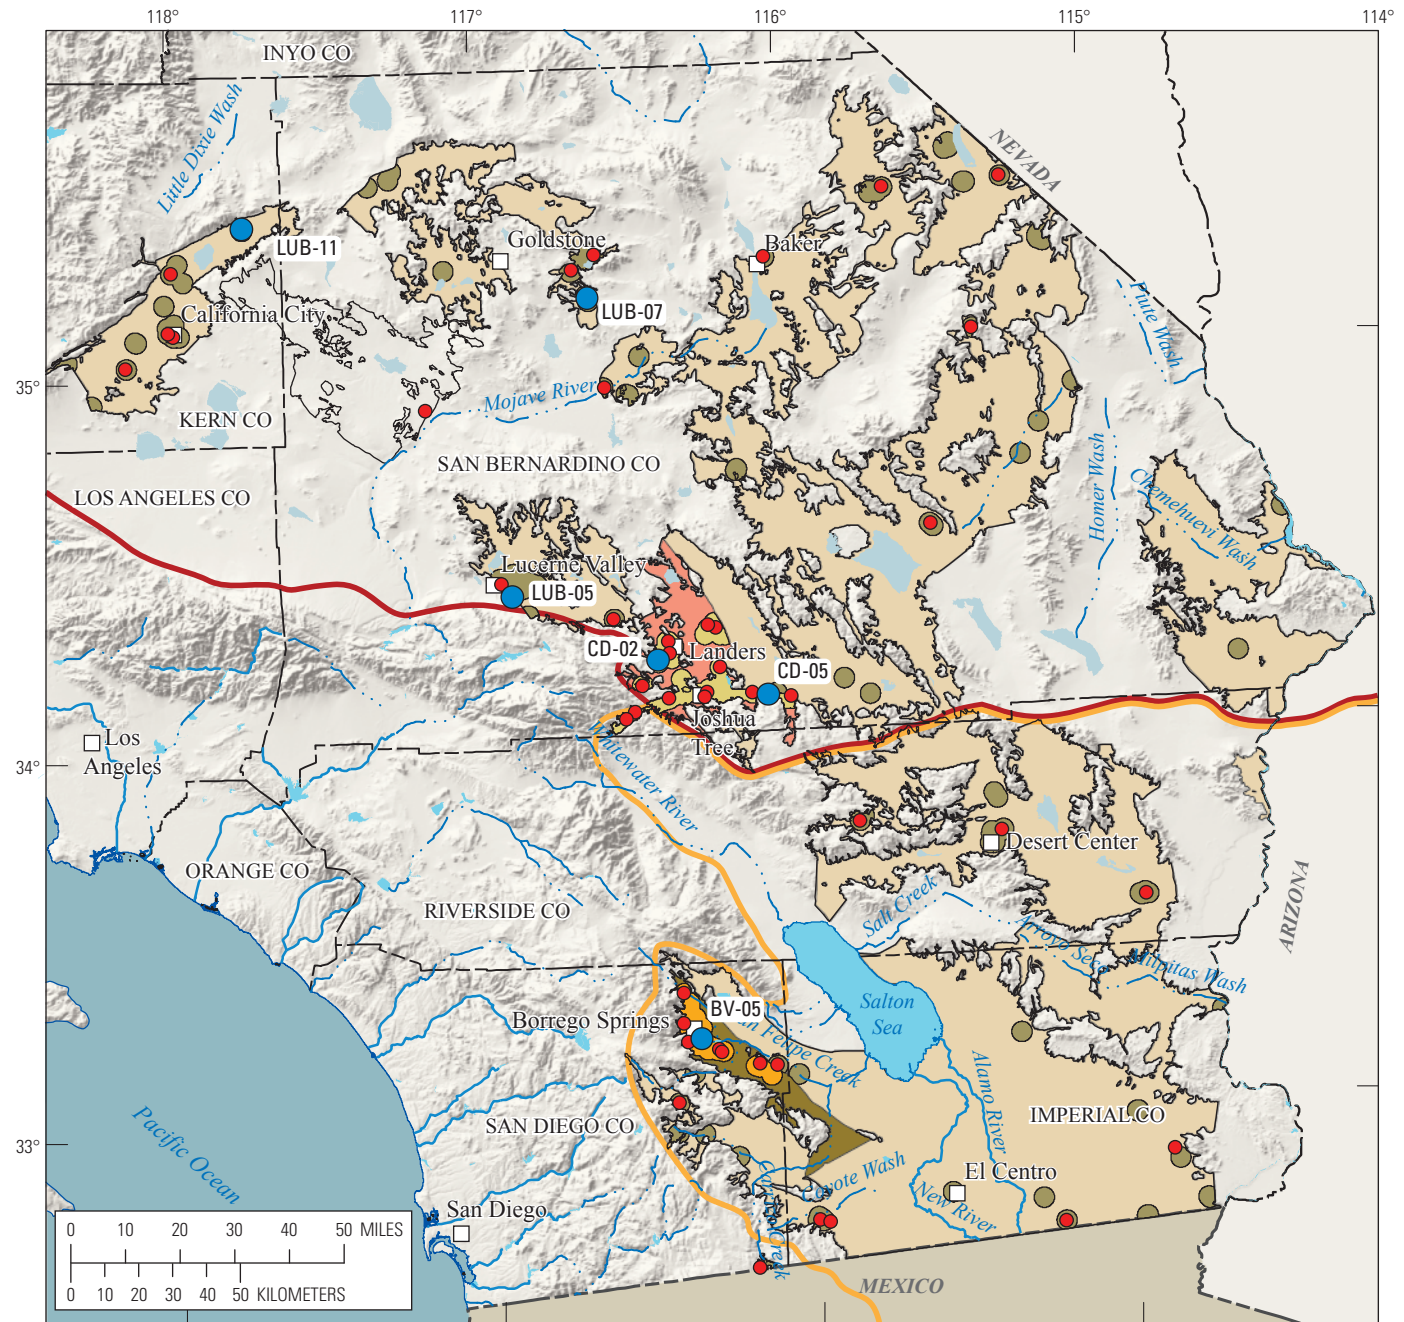 118°
117°
116°
115°
114°
INYO CO
Little Dixie Wash
NEVADA
LUB-11
Goldstone
Baker
LUB-07
California City
Piute Wash
35°
Mojave River
KERN CO
SAN BERNARDINO CO
Homer Wash
Chemehuevi Wash
LOS ANGELES CO
Lucerne Valley
LUB-05
CD-02
Landers
CD-05
Joshua
Tree
Los
Angeles
34°
Whitewater River
Desert Center
ORANGE CO
RIVERSIDE CO
Salt Creek
ARIZONA
Arroyo Seco
Milpitas Wash
Salton
Sea
BV-05
Borrego Springs
San Felipe Creek
Alamo River
Pacific Ocean
SAN DIEGO CO
IMPERIAL CO
33°
Coyote Wash
El Centro
New River
Creek
San Diego
MEXICO
0 10 20 30 40 50 MILES
0 10 20 30 40 50 KILOMETERS